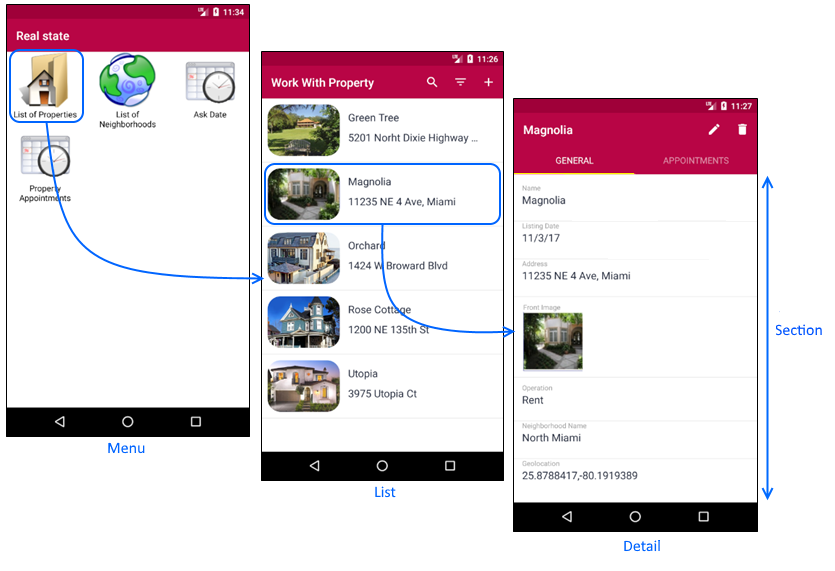 11:34
Real state
List of Properties
List of
Neighborhoods
Ask Date
Property
Appointments
Menu
11:26
Work With Property
Green Tree
5201 Norht Dixie Highway ...
Magnolia
11235 NE 4 Ave, Miami
Orchard
1424 W Broward Blvd
Rose Cottage
1200 NE 135th St
Utopia
3975 Utopia Ct
List
11:27
Magnolia
GENERAL
APPOINTMENTS
Name
Magnolia
Listing Date
11/3/17
Address
11235 NE 4 Ave, Miami
Front Image
Operation
Rent
Neighborhood Name
North Miami
Geolocation
25.8788417,-80.1919389
Detail
Section